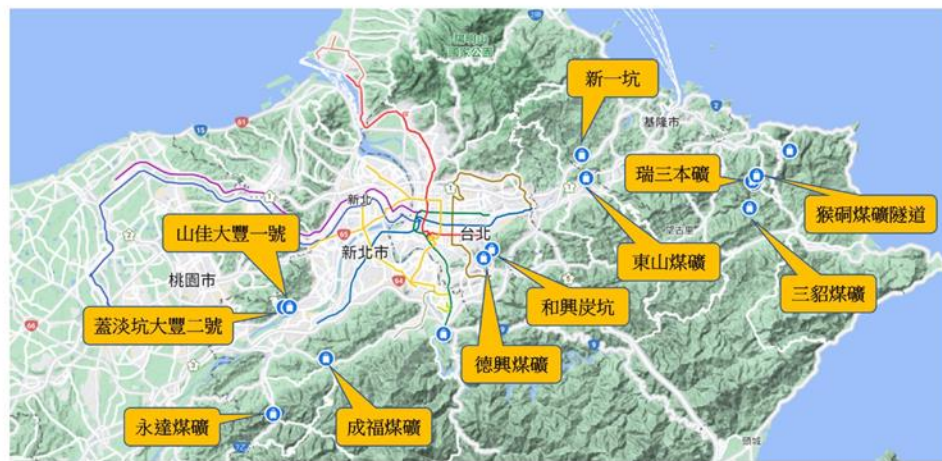 新一坑
基隆市
瑞三本礦
猴硐煤礦隧道
山佳大豐一號
新北
台北
東山煤礦
三貂煤礦
桃園市
新北市
和興炭坑
蓋淡坑大豐二號
德興煤礦
永達煤礦
成福煤礦
頭城